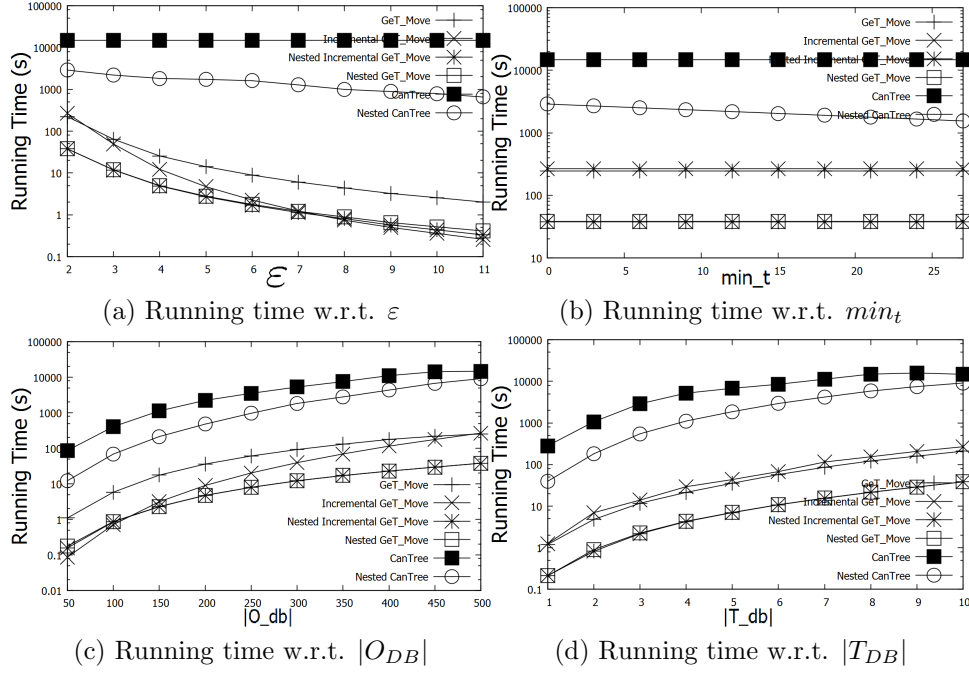 100000
10000
1000
100
10
1
0.1
Running Time (s)
GeT_Move
Incremental GeT_Move
Nested Incremental GeT_Move
Nested GeT_Move
CanTree
Nested CanTree
2 3 4 5 6 7 8 9 10 11
ε
(a) Running time w.r.t. ε
100000
10000
1000
100
10
Running Time (s)
GeT_Move
Incremental GeT_Move
Nested Incremental GeT_Move
Nested GeT_Move
CanTree
Nested CanTree
0 5 10 15 20 25
min_t
(b) Running time w.r.t. min_t
100000
10000
1000
100
10
1
0.1
0.01
Running Time (s)
GeT_Move
Incremental GeT_Move
Nested Incremental GeT_Move
Nested GeT_Move
CanTree
Nested CanTree
50 100 150 200 250 300 350 400 450 500
|O_db|
(c) Running time w.r.t. |O_DB|
100000
10000
1000
100
10
1
0.1
Running Time (s)
GeT_Move
Incremental GeT_Move
Nested Incremental GeT_Move
Nested GeT_Move
CanTree
Nested CanTree
1 2 3 4 5 6 7 8 9 10
|T_db|
(d) Running time w.r.t. |T_DB|